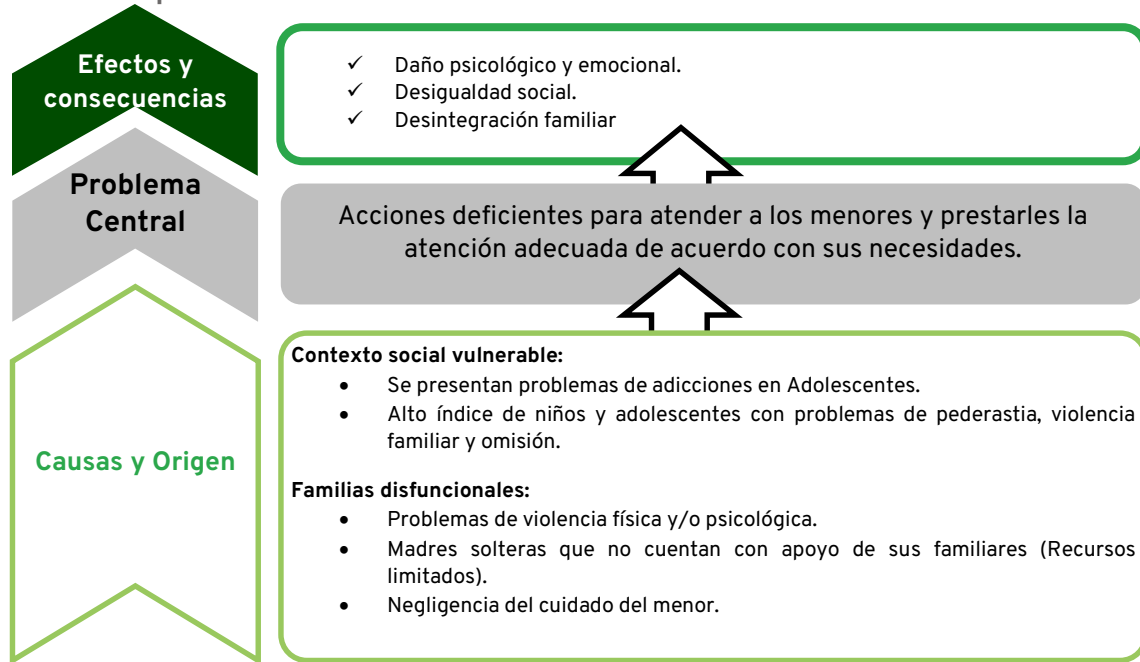 Efectos y
consecuencias
✓ Daño psicológico y emocional.
✓ Desigualdad social.
✓ Desintegración familiar
Problema
Central
Acciones deficientes para atender a los menores y prestarles la
atención adecuada de acuerdo con sus necesidades.
Causas y Origen
Contexto social vulnerable:
• Se presentan problemas de adicciones en Adolescentes.
• Alto índice de niños y adolescentes con problemas de pederastia, violencia
familiar y omisión.
Familias disfuncionales:
• Problemas de violencia física y/o psicológica.
• Madres solteras que no cuentan con apoyo de sus familiares (Recursos
limitados).
• Negligencia del cuidado del menor.